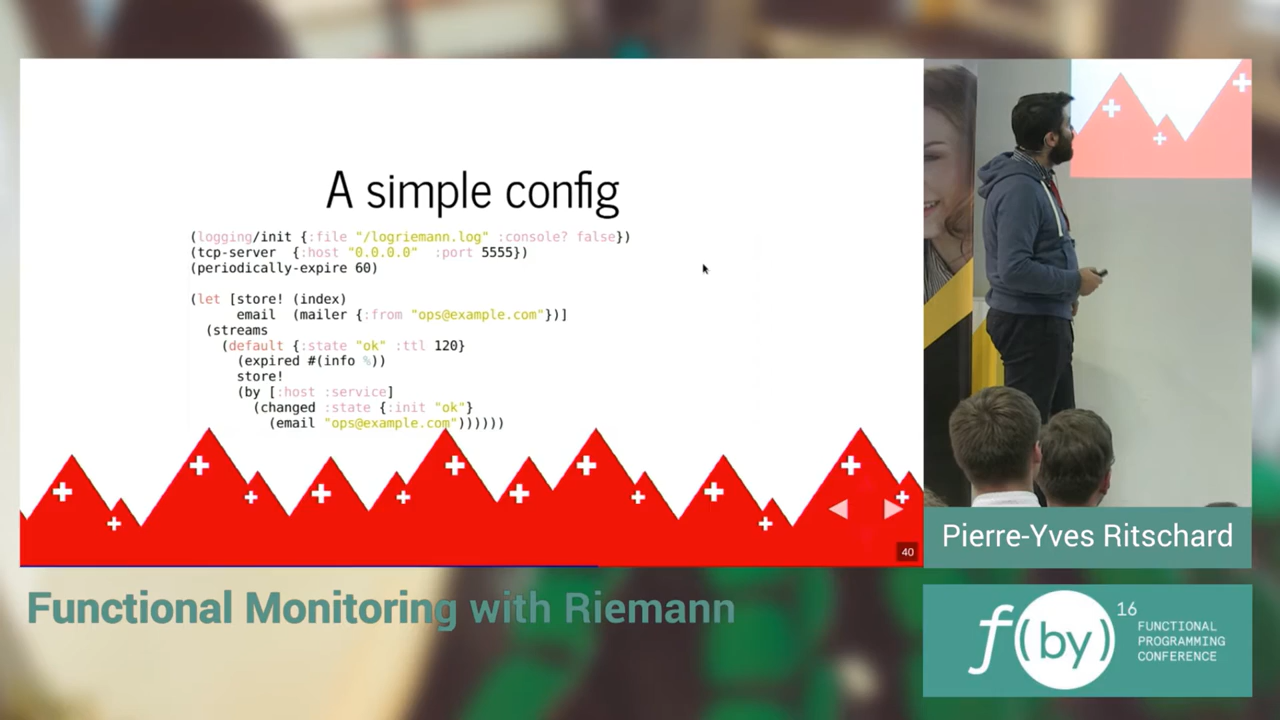 A simple config
(logging/init {:file "/logriemann.log" :console? false})
(tcp-server  {:host "0.0.0.0"  :port 5555})
(periodically-expire 60)
(let [store! (index)
      email  (mailer {:from "ops@example.com"})]
  (streams
    (default {:state "ok" :ttl 120}
      (expired #(info %))
      store!
      (by [:host :service]
        (changed :state {:init "ok"}
          (email "ops@example.com"))))))
40
Pierre-Yves Ritschard
Functional Monitoring with Riemann
f(by) 16
FUNCTIONAL
PROGRAMMING
CONFERENCE